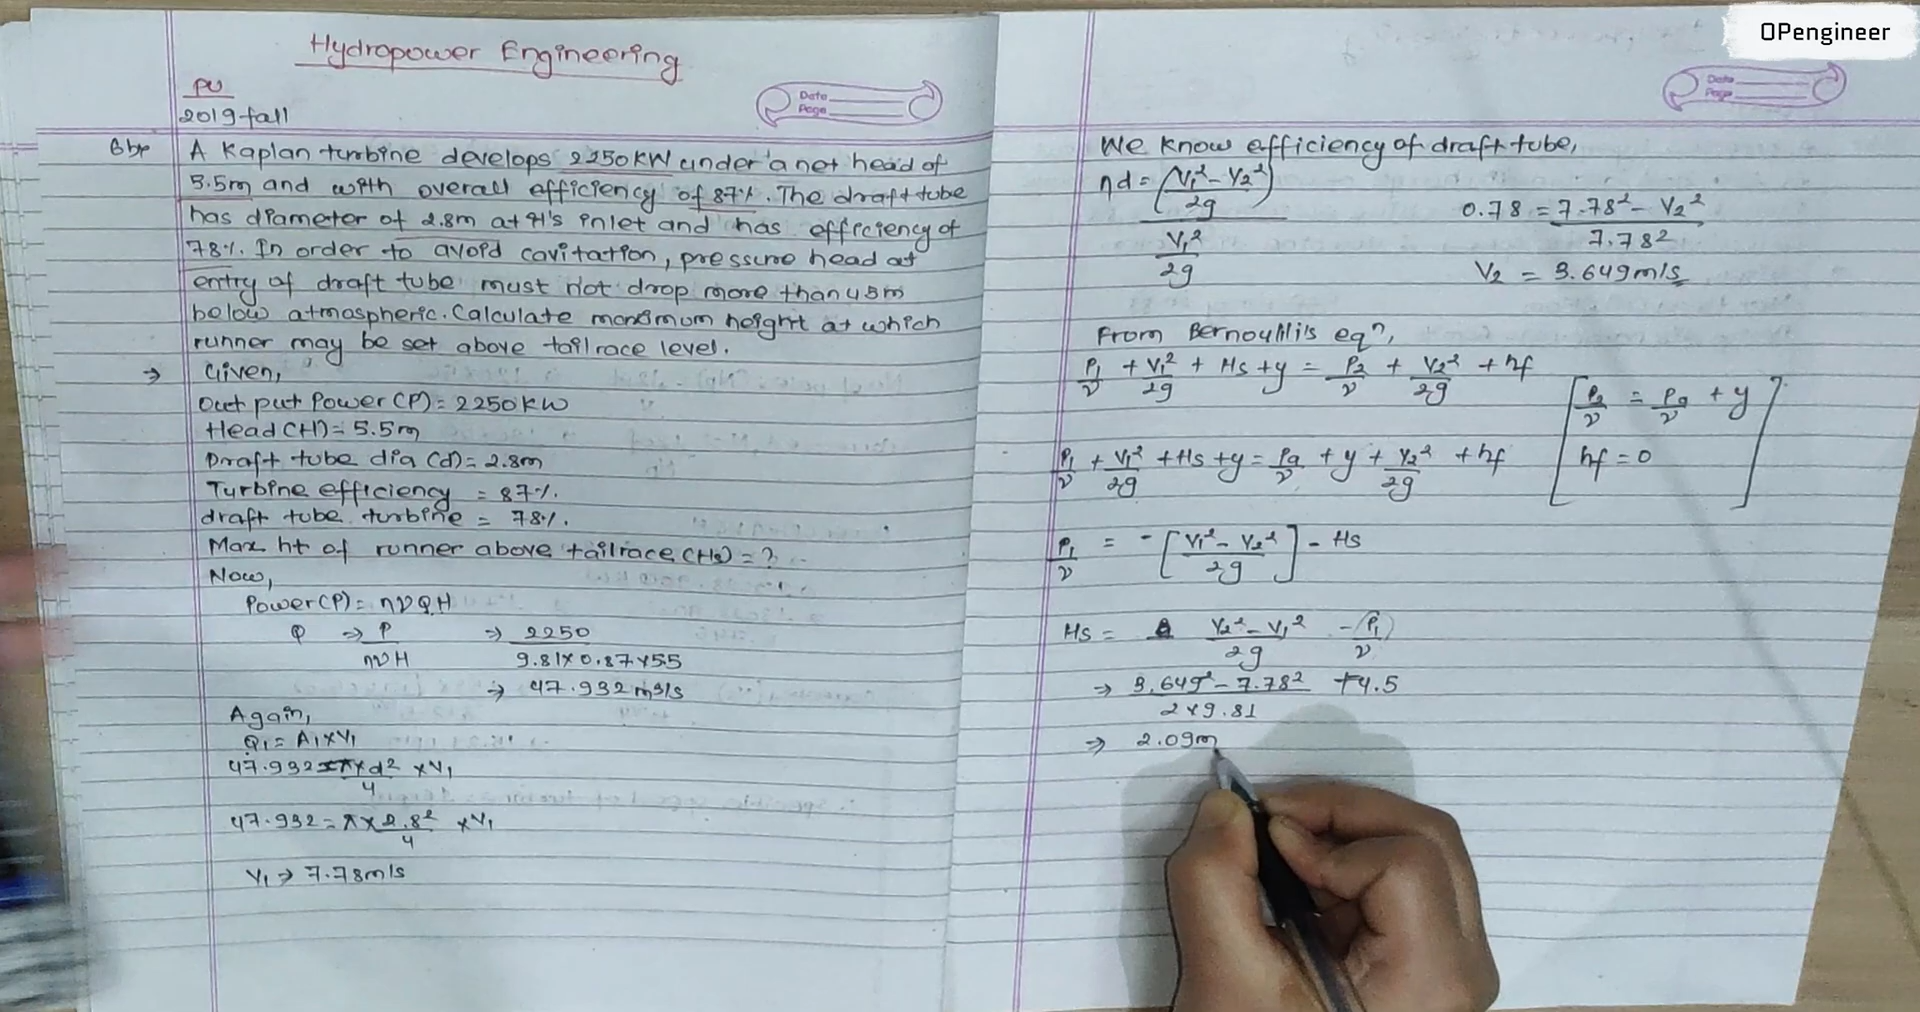 OPengineer
Hydropower Engineering
PU
2019 fall
Date
Page
6 b)
A Kaplan turbine develops 2250KW under a net head of
5.5m and with overall efficiency of 87%. The draft tube
has diameter of 2.8m at it's inlet and has efficiency of
78%. In order to avoid cavitation, pressure head at
entry of draft tube must not drop more than 4.5m
below atmospheric. Calculate maximum height at which
runner may be set above tailrace level.
→ Given,
Out put Power (P) = 2250KW
Head (H) = 5.5m
Draft tube dia (d) = 2.8m
Turbine efficiency = 87%.
draft tube turbine = 78%.
Max ht of runner above tailrace (Hs) = ?
Now,
Power (P) = ηγQH
Q ⇒ P/ηγH ⇒ 2250/9.81×0.87×5.5
⇒ 47.932 m3/s
Again,
Q1 = A1×V1
47.932 = π×d²/4 ×V1
47.932 = π×2.8²/4 ×V1
V1 ⇒ 7.78m/s
Date
Page
We know efficiency of draft tube,
ηd = (V1²-V2²/2g) / V1²/2g
0.78 = 7.78² - V2²/7.78²
V2 = 3.649m/s
From Bernoulli's eqn,
P1/γ + V1²/2g + Hs + y = P2/γ + V2²/2g + hf
[P2/γ = Pa/γ + y
hf = 0]
P1/γ + V1²/2g + Hs + y = Pa/γ + y + V2²/2g + hf
P1/γ = -[V1² - V2²/2g] - Hs
Hs = V2² - V1²/2g - (P1/γ)
⇒ 3.649² - 7.78²/2×9.81 + 4.5
⇒ 2.09m